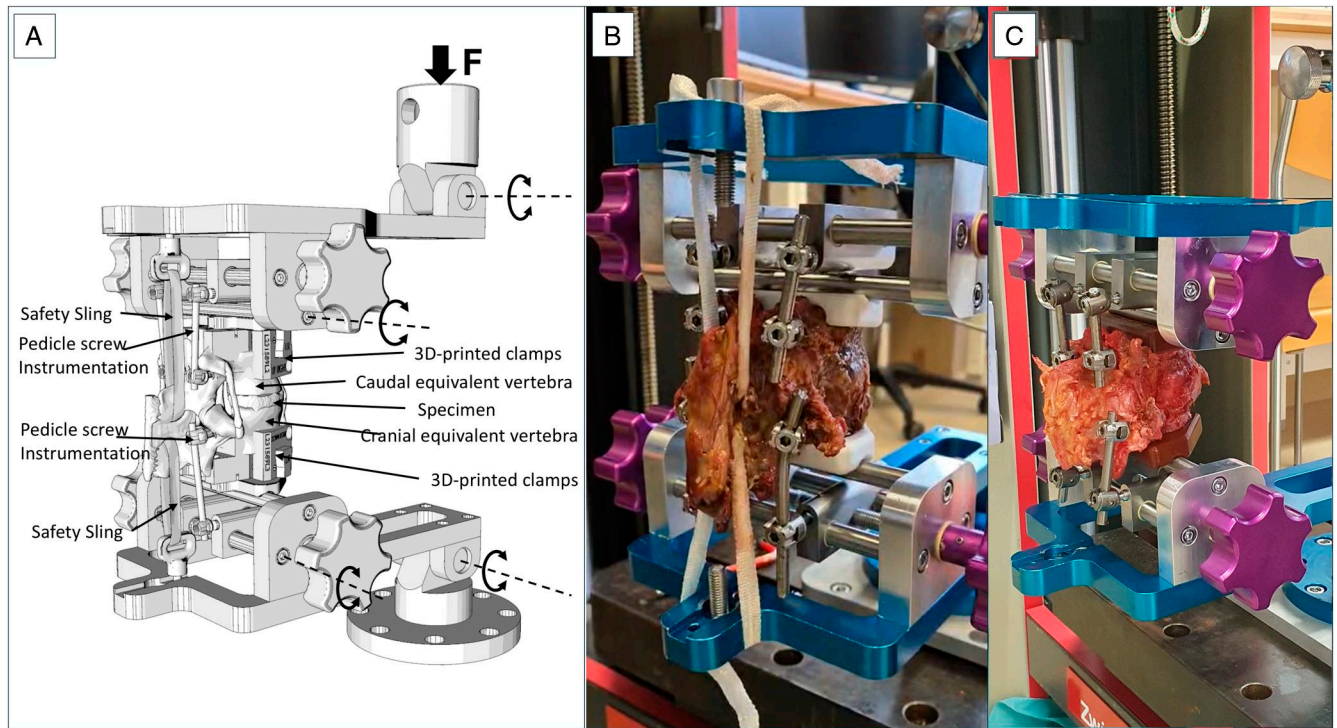 A
F
Safety Sling
Pedicle screw
Instrumentation
3D-printed clamps
Caudal equivalent vertebra
Specimen
Pedicle screw
Instrumentation
Cranial equivalent vertebra
3D-printed clamps
Safety Sling
B
C